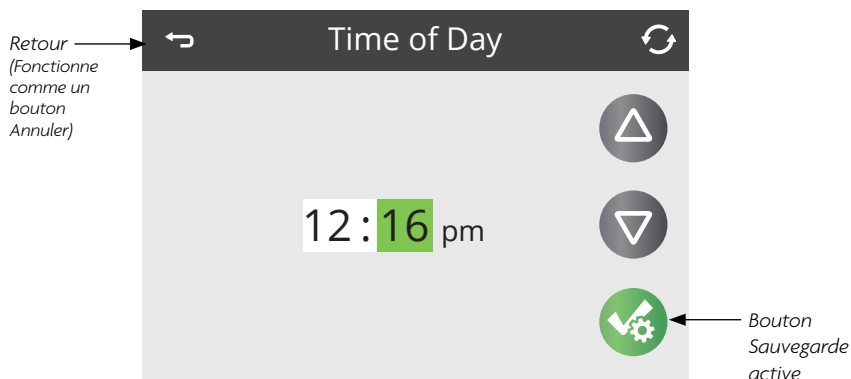 Time of Day
Retour
(Fonctionne
comme un
bouton
Annuler)
12:16 pm
Bouton
Sauvegarde
active